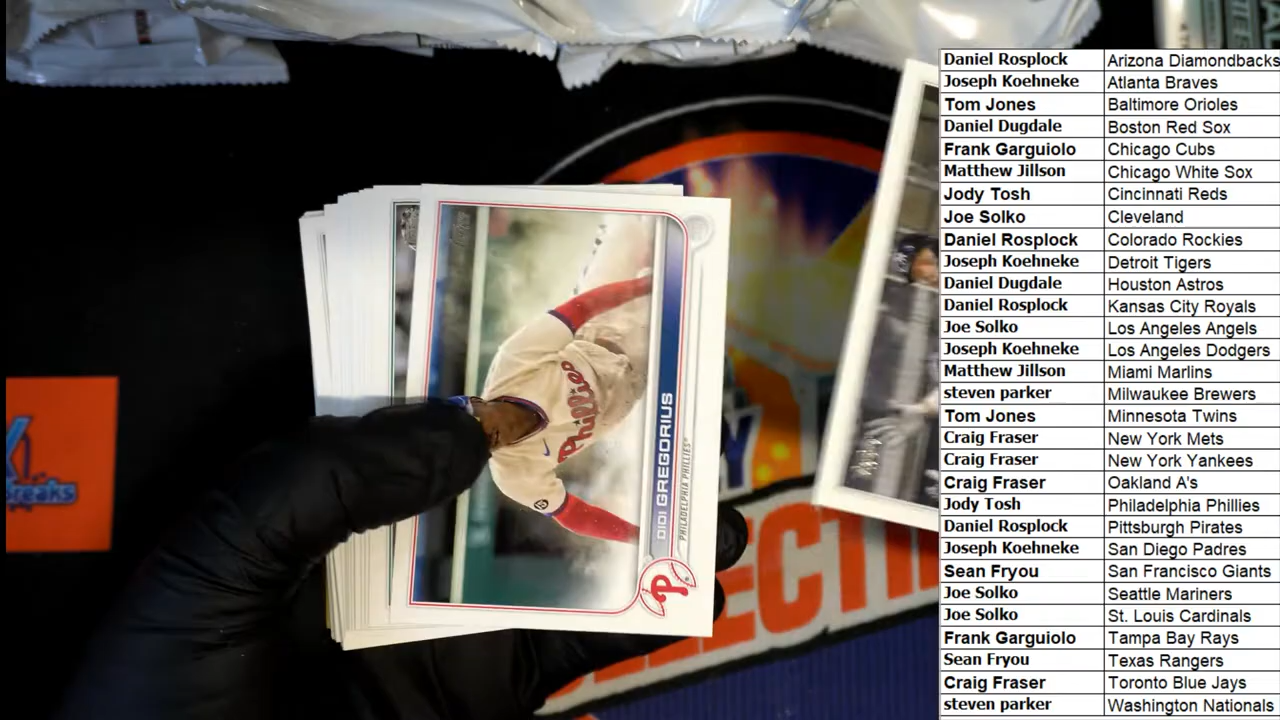 Daniel Rosplock Arizona Diamondbacks
Joseph Koehneke Atlanta Braves
Tom Jones Baltimore Orioles
Daniel Dugdale Boston Red Sox
Frank Garguiolo Chicago Cubs
Matthew Jillson Chicago White Sox
Jody Tosh Cincinnati Reds
Joe Solko Cleveland
Daniel Rosplock Colorado Rockies
Joseph Koehneke Detroit Tigers
Daniel Dugdale Houston Astros
Daniel Rosplock Kansas City Royals
Joe Solko Los Angeles Angels
Joseph Koehneke Los Angeles Dodgers
Matthew Jillson Miami Marlins
steven parker Milwaukee Brewers
Tom Jones Minnesota Twins
Craig Fraser New York Mets
Craig Fraser New York Yankees
Craig Fraser Oakland A's
Jody Tosh Philadelphia Phillies
Daniel Rosplock Pittsburgh Pirates
Joseph Koehneke San Diego Padres
Sean Fryou San Francisco Giants
Joe Solko Seattle Mariners
Joe Solko St. Louis Cardinals
Frank Garguiolo Tampa Bay Rays
Sean Fryou Texas Rangers
Craig Fraser Toronto Blue Jays
steven parker Washington Nationals
Phillies
DIDI GREGORIUS
PHILADELPHIA PHILLIES
P
Breaks